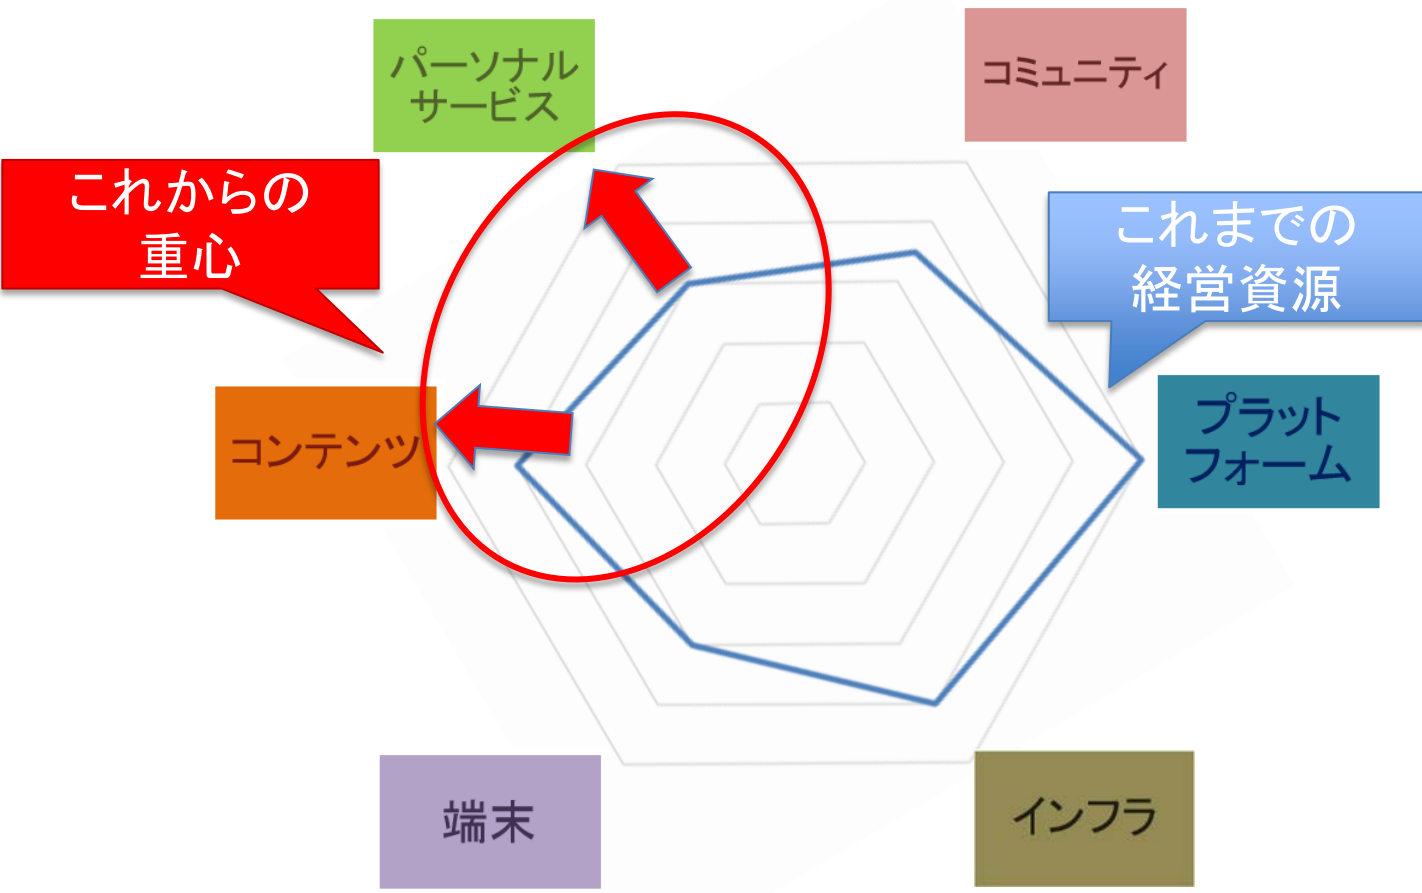 パーソナル
サービス
コミュニティ
これからの
重心
これまでの
経営資源
コンテンツ
プラット
フォーム
端末
インフラ